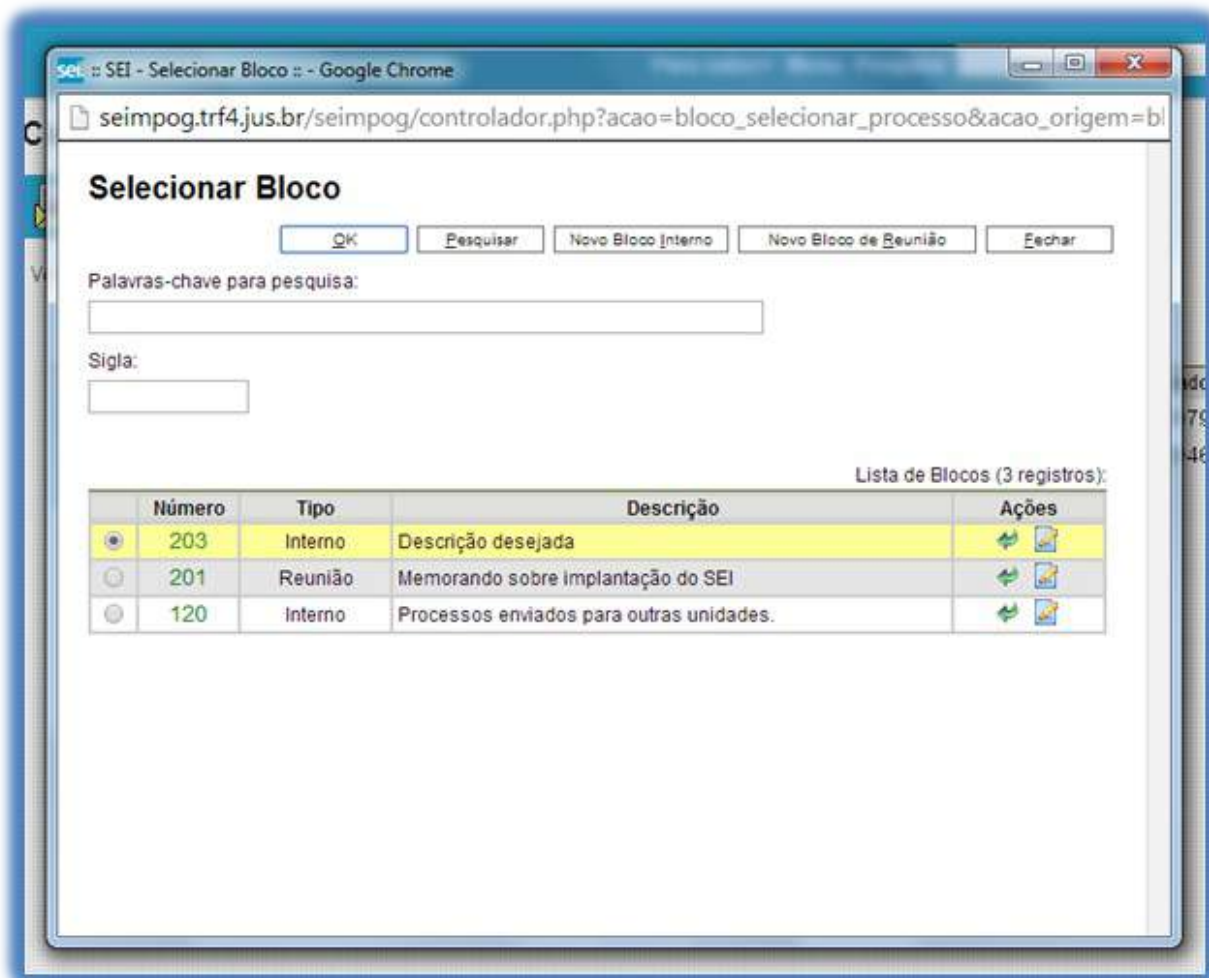 sei :: SEI - Selecionar Bloco :: - Google Chrome
seimpog.trf4.jus.br/seimpog/controlador.php?acao=bloco_selecionar_processo&acao_origem=bl
Selecionar Bloco
OK Pesquisar Novo Bloco Interno Novo Bloco de Reunião Fechar
Palavras-chave para pesquisa:
Sigla:
Lista de Blocos (3 registros):
Número Tipo Descrição Ações
203 Interno Descrição desejada
201 Reunião Memorando sobre implantação do SEI
120 Interno Processos enviados para outras unidades.